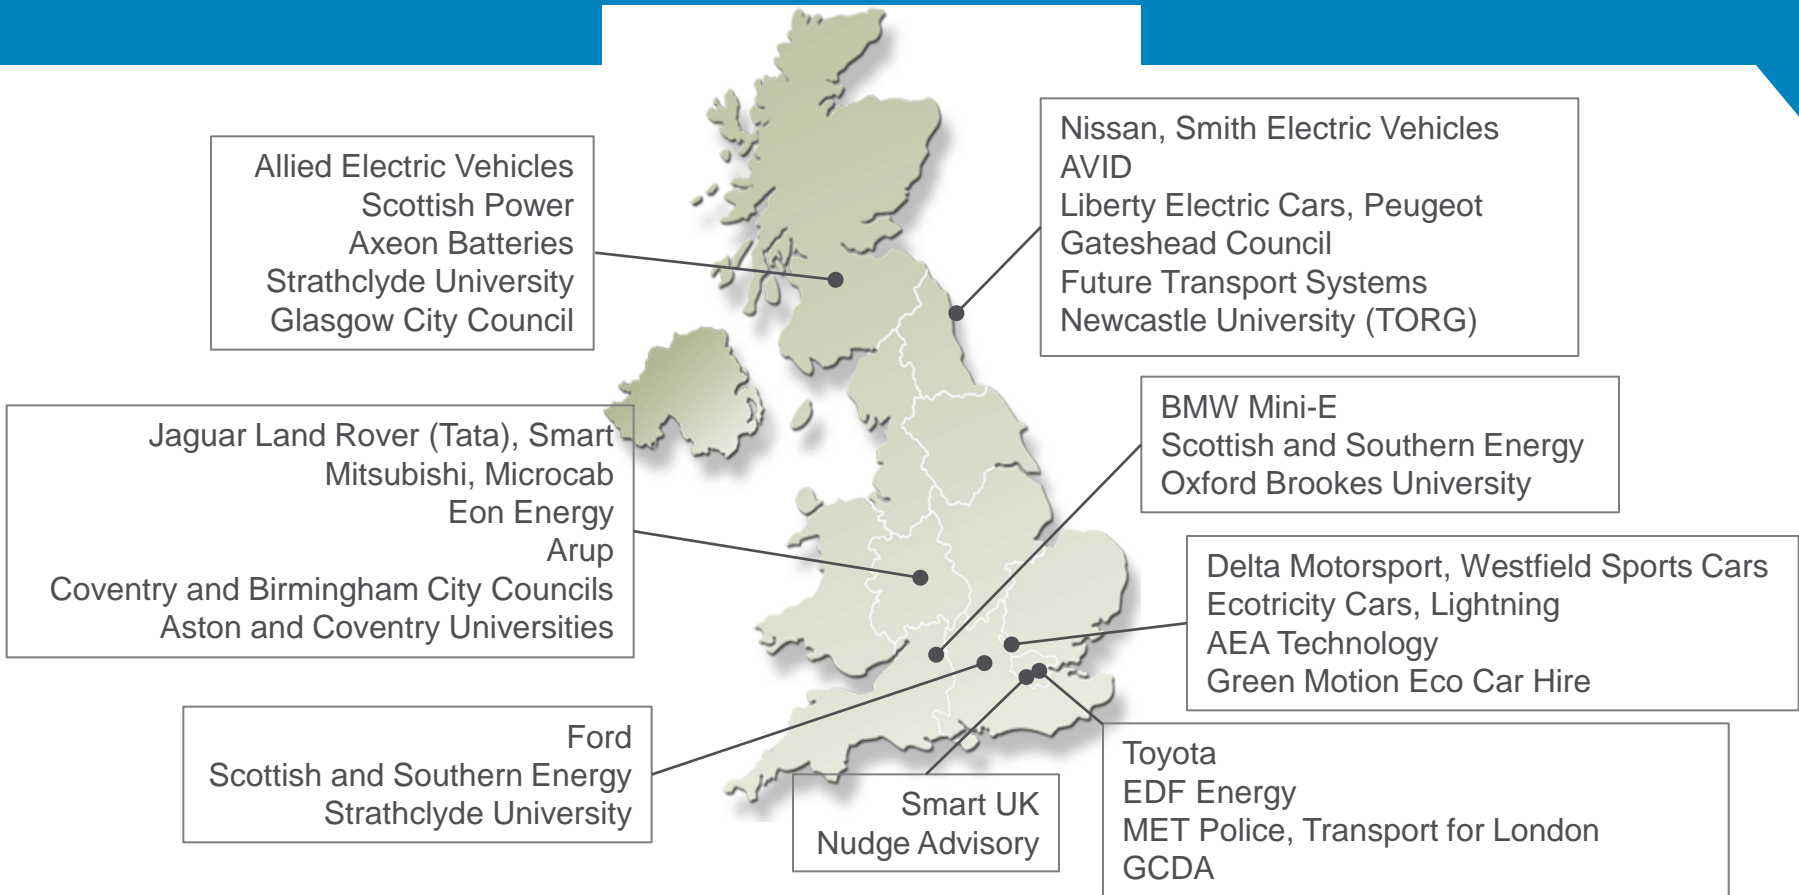 Allied Electric Vehicles
Scottish Power
Axeon Batteries
Strathclyde University
Glasgow City Council
Nissan, Smith Electric Vehicles
AVID
Liberty Electric Cars, Peugeot
Gateshead Council
Future Transport Systems
Newcastle University (TORG)
Jaguar Land Rover (Tata), Smart
Mitsubishi, Microcab
Eon Energy
Arup
Coventry and Birmingham City Councils
Aston and Coventry Universities
BMW Mini-E
Scottish and Southern Energy
Oxford Brookes University
Delta Motorsport, Westfield Sports Cars
Ecotricity Cars, Lightning
AEA Technology
Green Motion Eco Car Hire
Ford
Scottish and Southern Energy
Strathclyde University
Smart UK
Nudge Advisory
Toyota
EDF Energy
MET Police, Transport for London
GCDA